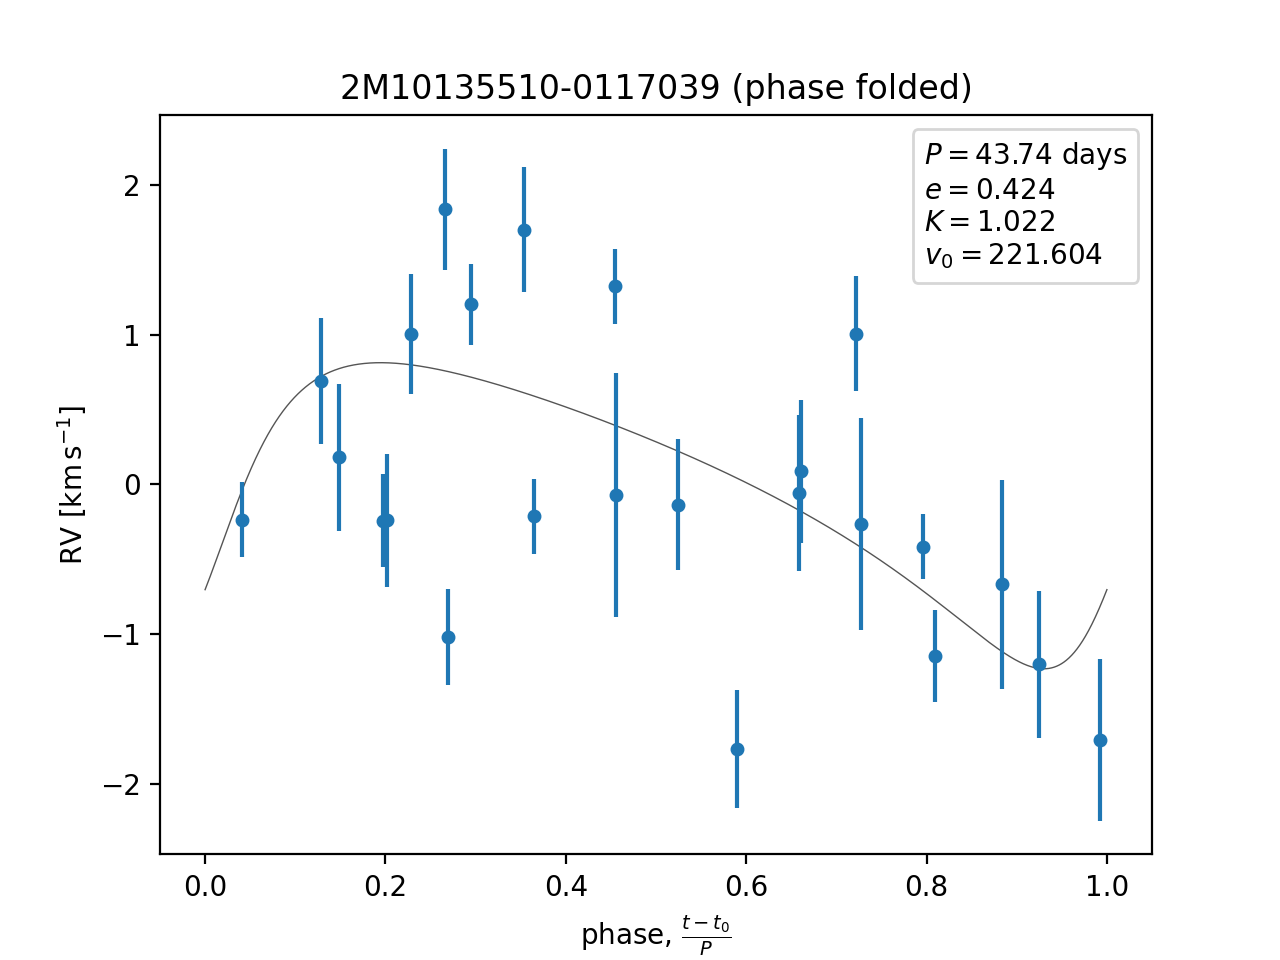 2M10135510-0117039 (phase folded)
P = 43.74 days
e = 0.424
K = 1.022
v₀ = 221.604
2
1
0
−1
−2
RV [km s⁻¹]
0.0 0.2 0.4 0.6 0.8 1.0
phase, (t − t₀)/P